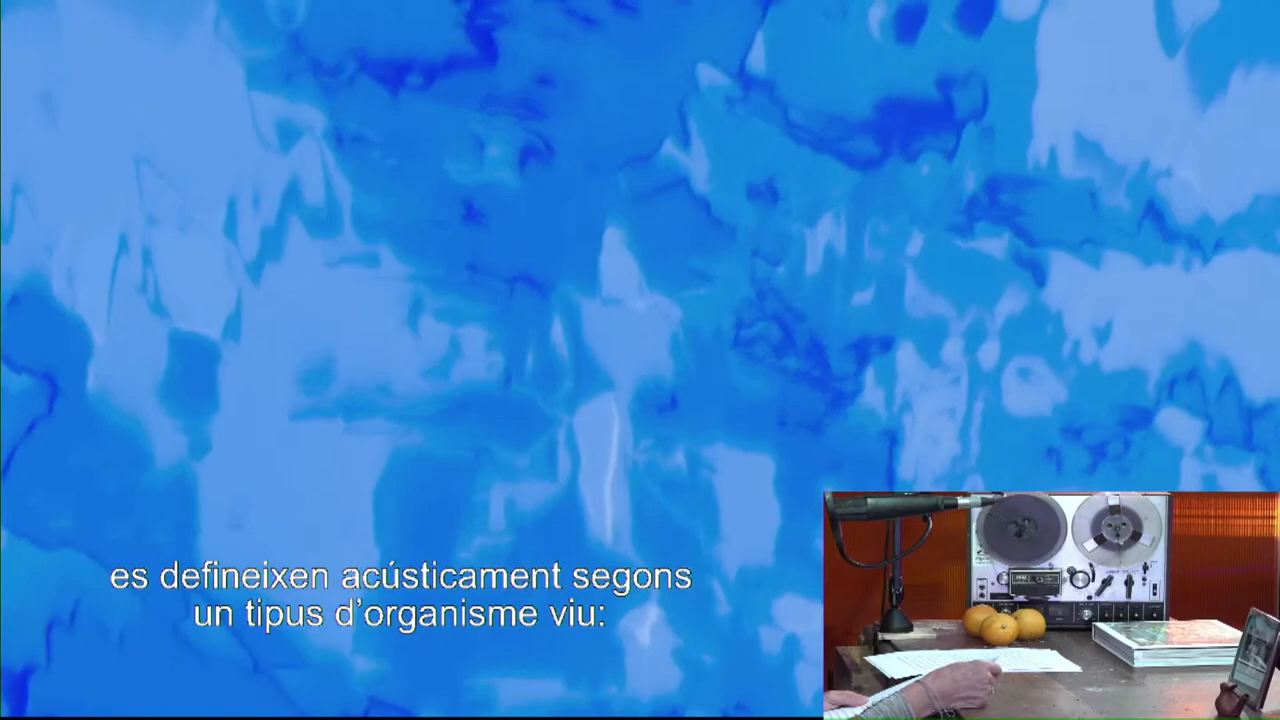 es defineixen acústicament segons
un tipus d'organisme viu: